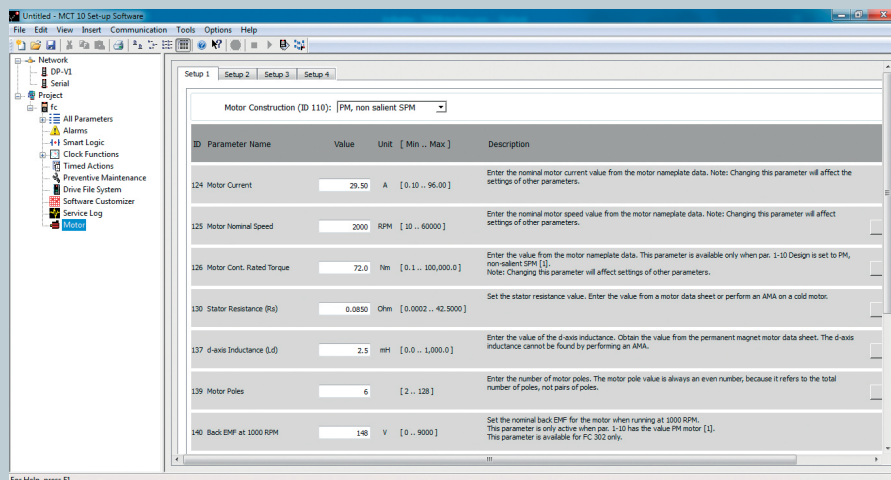 Untitled - MCT 10 Set-up Software
File Edit View Insert Communication Tools Options Help
Network
DP-V1
Serial
Project
fc
All Parameters
Alarms
Smart Logic
Clock Functions
Timed Actions
Preventive Maintenance
Drive File System
Software Customizer
Service Log
Motor
Setup 1 Setup 2 Setup 3 Setup 4
Motor Construction (ID 110): PM, non salient SPM
ID Parameter Name Value Unit [ Min .. Max ] Description
124 Motor Current 29.50 A [ 0.10 .. 96.00 ]
Enter the nominal motor current value from the motor nameplate data. Note: Changing this parameter will affect the
settings of other parameters.
125 Motor Nominal Speed 2000 RPM [ 10 .. 60000 ]
Enter the nominal motor speed value from the motor nameplate data. Note: Changing this parameter will affect
settings of other parameters.
126 Motor Cont. Rated Torque 72.0 Nm [ 0.1 .. 100,000.0 ]
Enter the value from the motor nameplate data. This parameter is available only when par. 1-10 Design is set to PM,
non-salient SPM [1].
Note: Changing this parameter will affect settings of other parameters.
130 Stator Resistance (Rs) 0.0850 Ohm [ 0.0002 .. 42.5000 ]
Set the stator resistance value. Enter the value from a motor data sheet or perform an AMA on a cold motor.
137 d-axis Inductance (Ld) 2.5 mH [ 0.0 .. 1,000.0 ]
Enter the value of the d-axis inductance. Obtain the value from the permanent magnet motor data sheet. The d-axis
inductance cannot be found by performing an AMA.
139 Motor Poles 6 [ 2 .. 128 ]
Enter the number of motor poles. The motor pole value is always an even number, because it refers to the total
number of poles, not pairs of poles.
140 Back EMF at 1000 RPM 148 V [ 0 .. 9000 ]
Set the nominal back EMF for the motor when running at 1000 RPM.
This parameter is only active when par. 1-10 has the value PM motor [1].
This parameter is available for FC 302 only.
For Help, press F1